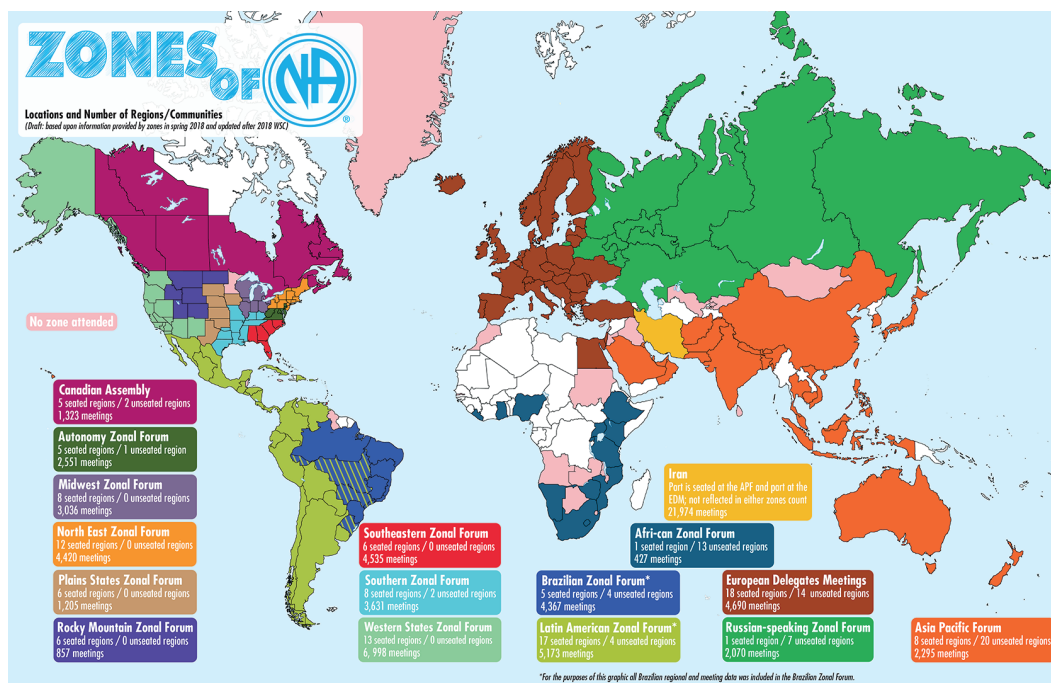 ZONES OF NA ®
Locations and Number of Regions/Communities
(Draft: based upon information provided by zones in spring 2018 and updated after 2018 WSC)
No zone attended
Canadian Assembly
5 seated regions / 2 unseated regions
1,323 meetings
Autonomy Zonal Forum
5 seated regions / 1 unseated region
2,551 meetings
Midwest Zonal Forum
8 seated regions / 0 unseated regions
3,036 meetings
North East Zonal Forum
12 seated regions / 0 unseated regions
4,420 meetings
Plains States Zonal Forum
6 seated regions / 0 unseated regions
1,205 meetings
Rocky Mountain Zonal Forum
6 seated regions / 0 unseated regions
857 meetings
Southeastern Zonal Forum
6 seated regions / 0 unseated regions
4,535 meetings
Southern Zonal Forum
8 seated regions / 2 unseated regions
3,631 meetings
Western States Zonal Forum
13 seated regions / 0 unseated regions
6, 998 meetings
Iran
Part is seated at the APF and part at the
EDM; not reflected in either zones count
21,974 meetings
Afri-can Zonal Forum
1 seated region / 13 unseated regions
427 meetings
Brazilian Zonal Forum*
5 seated regions / 4 unseated regions
4,367 meetings
Latin American Zonal Forum*
17 seated regions / 4 unseated regions
5,173 meetings
European Delegates Meetings
18 seated regions / 14 unseated regions
4,690 meetings
Russian-speaking Zonal Forum
1 seated region / 7 unseated regions
2,070 meetings
Asia Pacific Forum
8 seated regions / 20 unseated regions
2,295 meetings
*For the purposes of this graphic all Brazilian regional and meeting data was included in the Brazilian Zonal Forum.